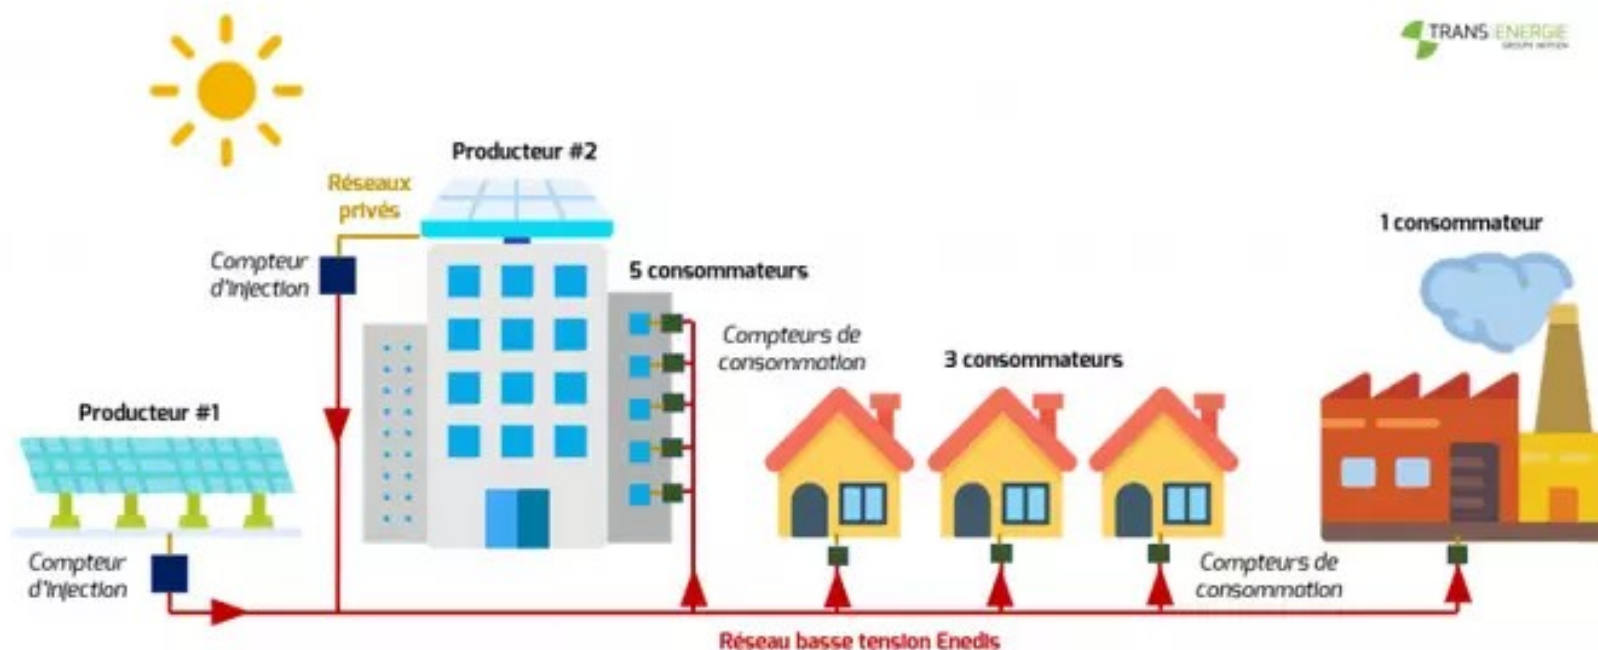 TRANS ENERGIE
Producteur #2
Réseaux
privés
1 consommateur
Compteur
d'injection
5 consommateurs
Compteurs de
consommation
3 consommateurs
Producteur #1
Compteur
d'injection
Compteurs de
consommation
Réseau basse tension Enedis